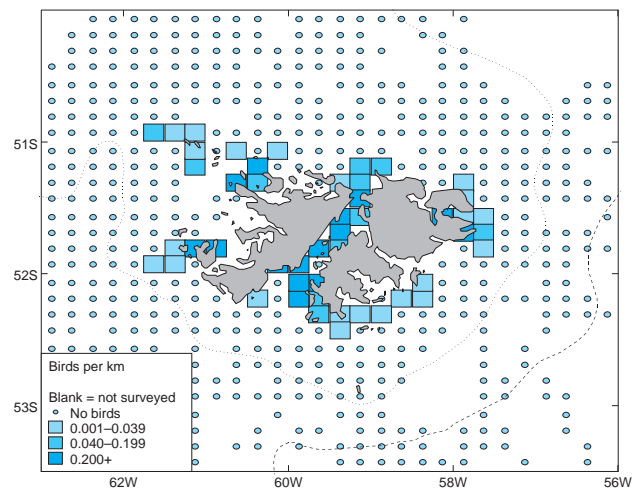 51S
52S
53S
Birds per km
Blank = not surveyed
No birds
0.001–0.039
0.040–0.199
0.200+
62W
60W
58W
56W